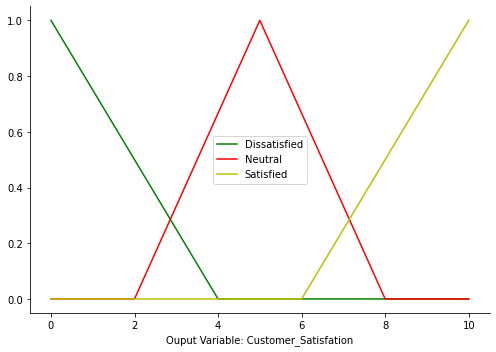 1.0
0.8
0.6
0.4
0.2
0.0
Dissatisfied
Neutral
Satisfied
0 2 4 6 8 10
Ouput Variable: Customer_Satisfation